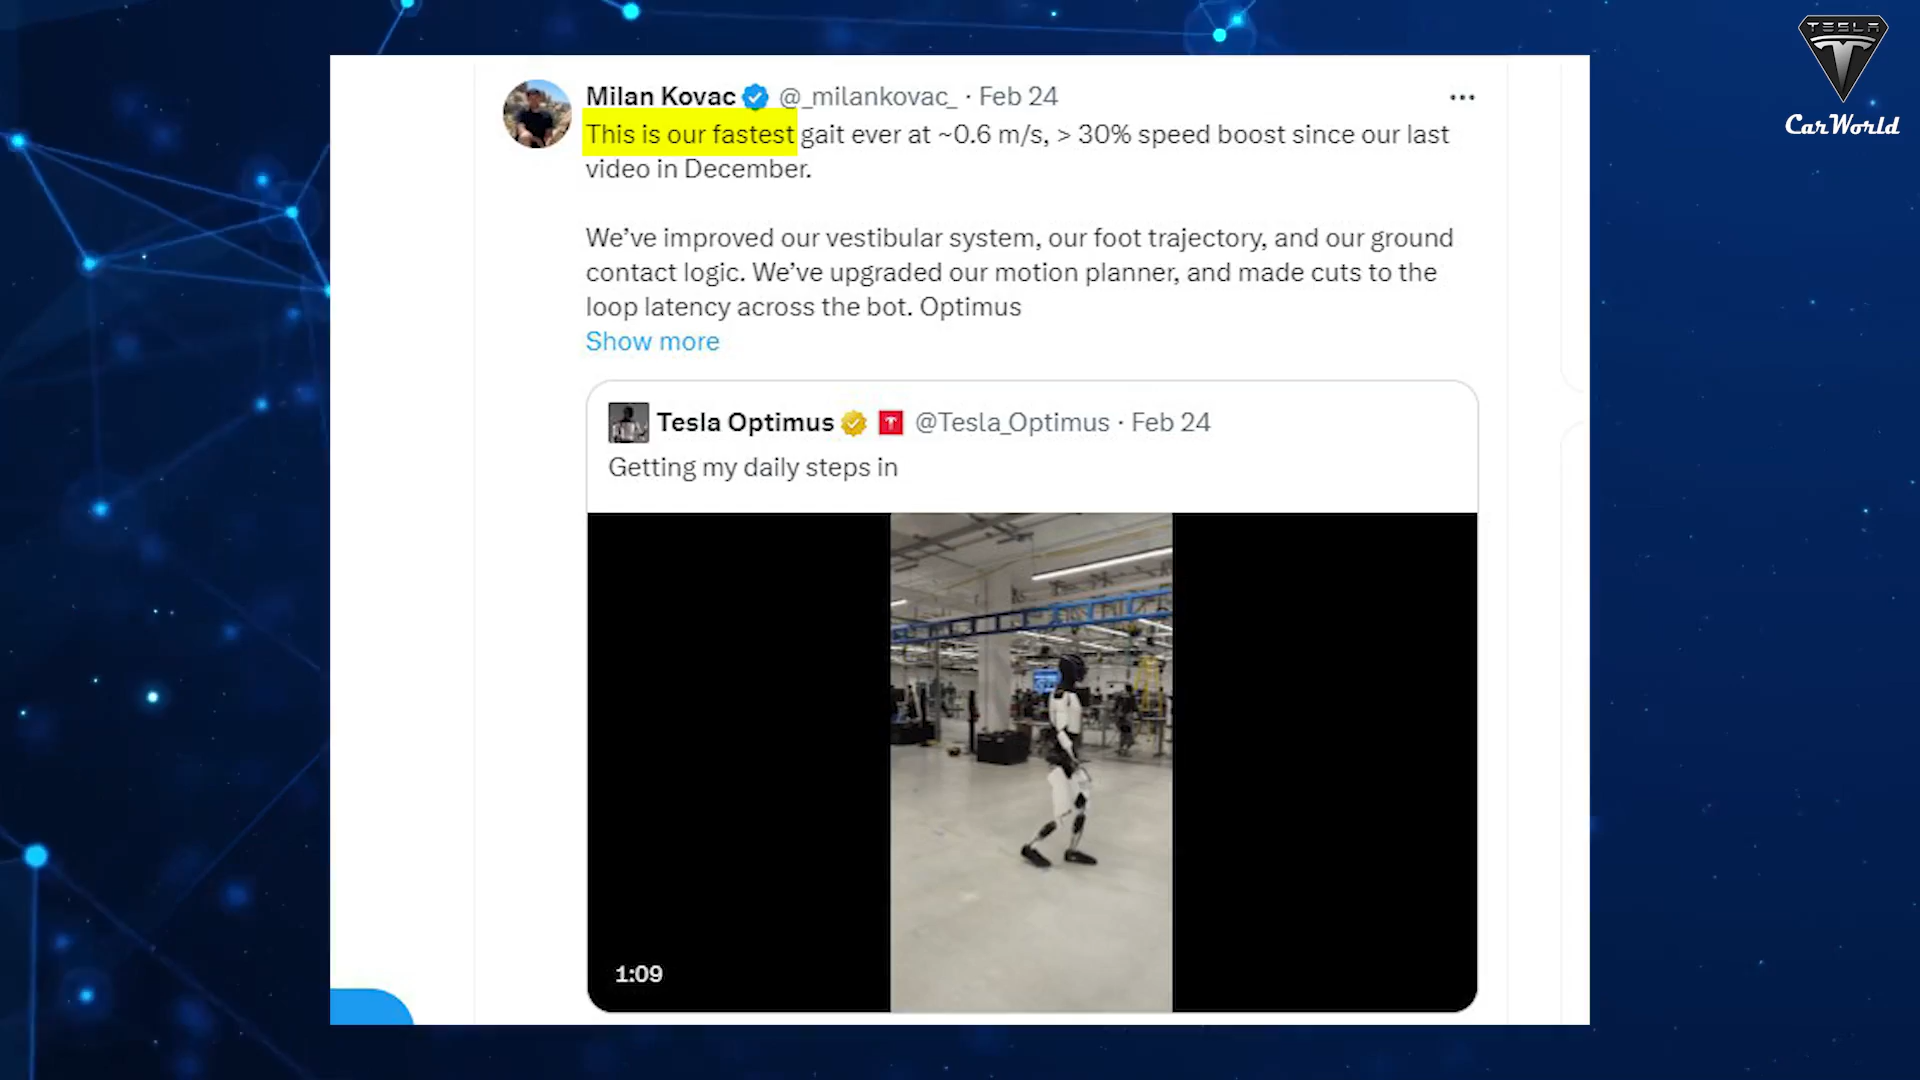 TESLA
CarWorld
Milan Kovac @_milankovac_ · Feb 24
This is our fastest gait ever at ~0.6 m/s, > 30% speed boost since our last
video in December.
We’ve improved our vestibular system, our foot trajectory, and our ground
contact logic. We’ve upgraded our motion planner, and made cuts to the
loop latency across the bot. Optimus
Show more
Tesla Optimus @Tesla_Optimus · Feb 24
Getting my daily steps in
1:09